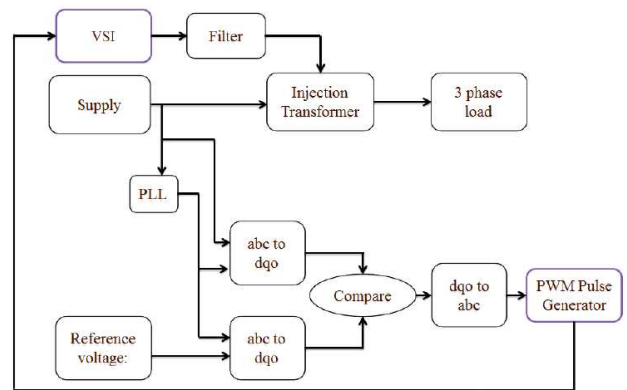 VSI
Filter
Supply
Injection
Transformer
3 phase
load
PLL
abc to
dqo
Compare
dqo to
abc
PWM Pulse
Generator
Reference
voltage:
abc to
dqo